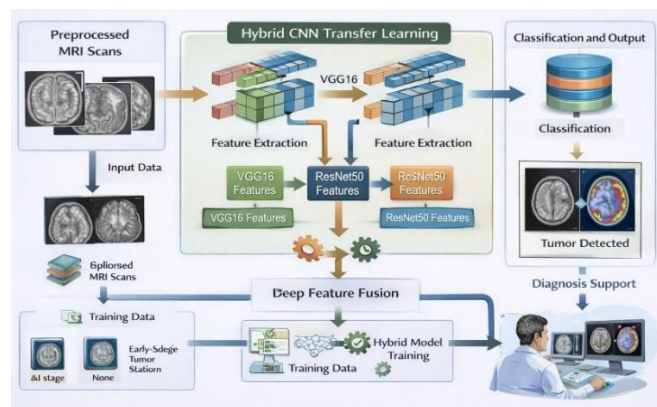 Preprocessed
MRI Scans
Hybrid CNN Transfer Learning
Classification and Output
VGG16
Feature Extraction
Feature Extraction
Classification
Input Data
VGG16
Features
ResNet50
Features
ResNet50
Features
VGG16 Features
ResNet50 Features
Tumor Detected
MRI Scans
Deep Feature Fusion
Diagnosis Support
Training Data
Early-Sdege
Tumor
Statiorn
&I stage
None
Training Data
Hybrid Model
Training